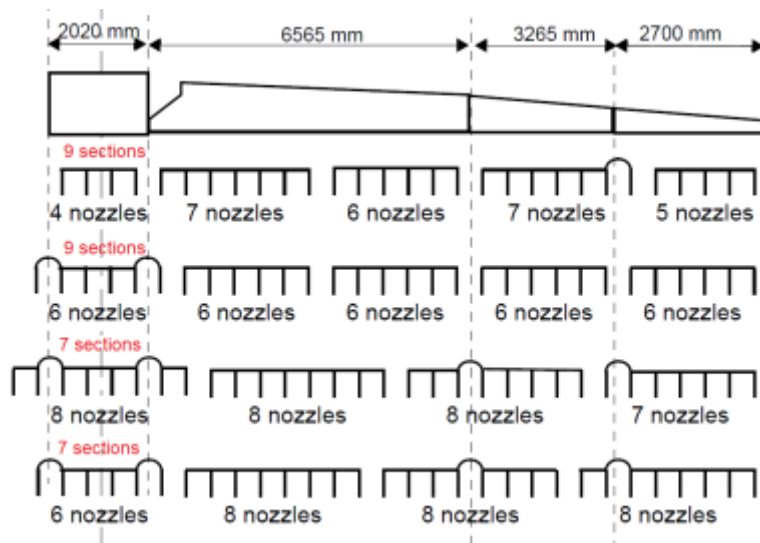 2020 mm 6565 mm 3265 mm 2700 mm
9 sections
4 nozzles 7 nozzles 6 nozzles 7 nozzles 5 nozzles
9 sections
6 nozzles 6 nozzles 6 nozzles 6 nozzles 6 nozzles
7 sections
8 nozzles 8 nozzles 8 nozzles 7 nozzles
7 sections
6 nozzles 8 nozzles 8 nozzles 8 nozzles